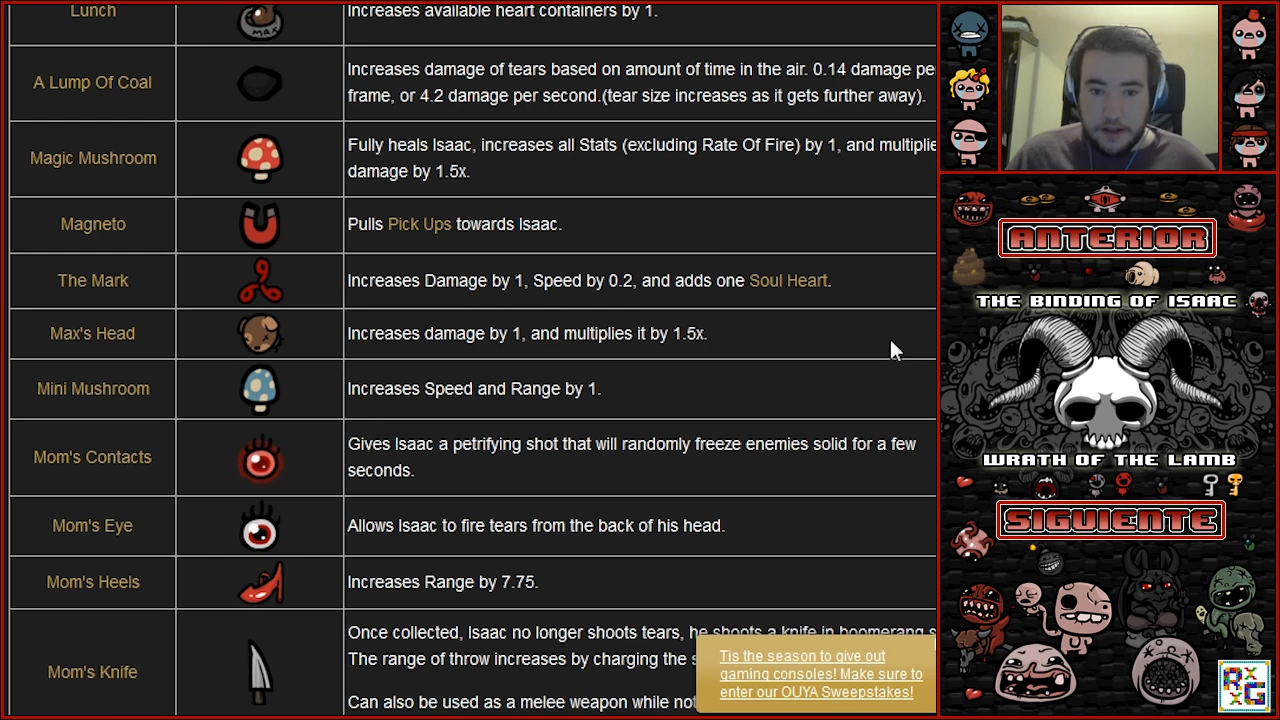 Lunch
Increases available heart containers by 1.
MAX
A Lump Of Coal
Increases damage of tears based on amount of time in the air. 0.14 damage pe
frame, or 4.2 damage per second.(tear size increases as it gets further away).
Magic Mushroom
Fully heals Isaac, increases all Stats (excluding Rate Of Fire) by 1, and multiplie
damage by 1.5x.
Magneto
Pulls Pick Ups towards Isaac.
The Mark
Increases Damage by 1, Speed by 0.2, and adds one Soul Heart.
Max's Head
Increases damage by 1, and multiplies it by 1.5x.
Mini Mushroom
Increases Speed and Range by 1.
Mom's Contacts
Gives Isaac a petrifying shot that will randomly freeze enemies solid for a few
seconds.
Mom's Eye
Allows Isaac to fire tears from the back of his head.
Mom's Heels
Increases Range by 7.75.
Mom's Knife
Once collected, Isaac no longer shoots tears, he shoots a knife in boomerang s
The range of throw increases by charging the s
Can also be used as a melee weapon while not
Tis the season to give out
gaming consoles! Make sure to
enter our OUYA Sweepstakes!
ANTERIOR
THE BINDING OF ISAAC
WRATH OF THE LAMB
SIGUIENTE
RxxG